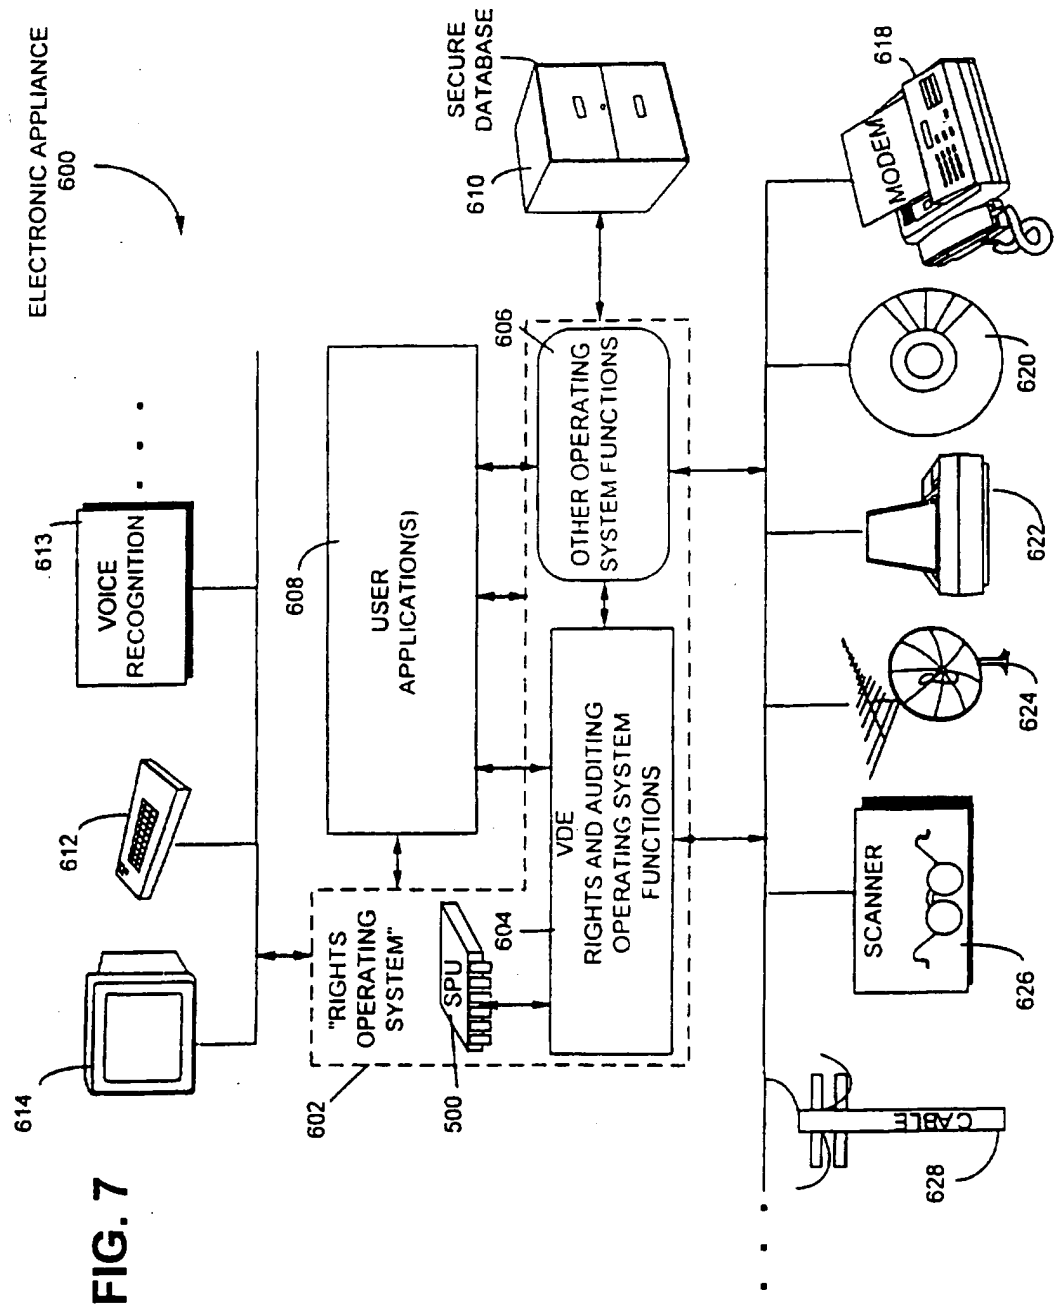 FIG. 7
ELECTRONIC APPLIANCE
600
614
612
613
VOICE
RECOGNITION
602
"RIGHTS
OPERATING
SYSTEM"
608
USER
APPLICATION(S)
500
SPU
604
VDE
RIGHTS AND AUDITING
OPERATING SYSTEM
FUNCTIONS
606
OTHER OPERATING
SYSTEM FUNCTIONS
610
SECURE
DATABASE
628
CABLE
SCANNER
626
624
622
620
MODEM
618